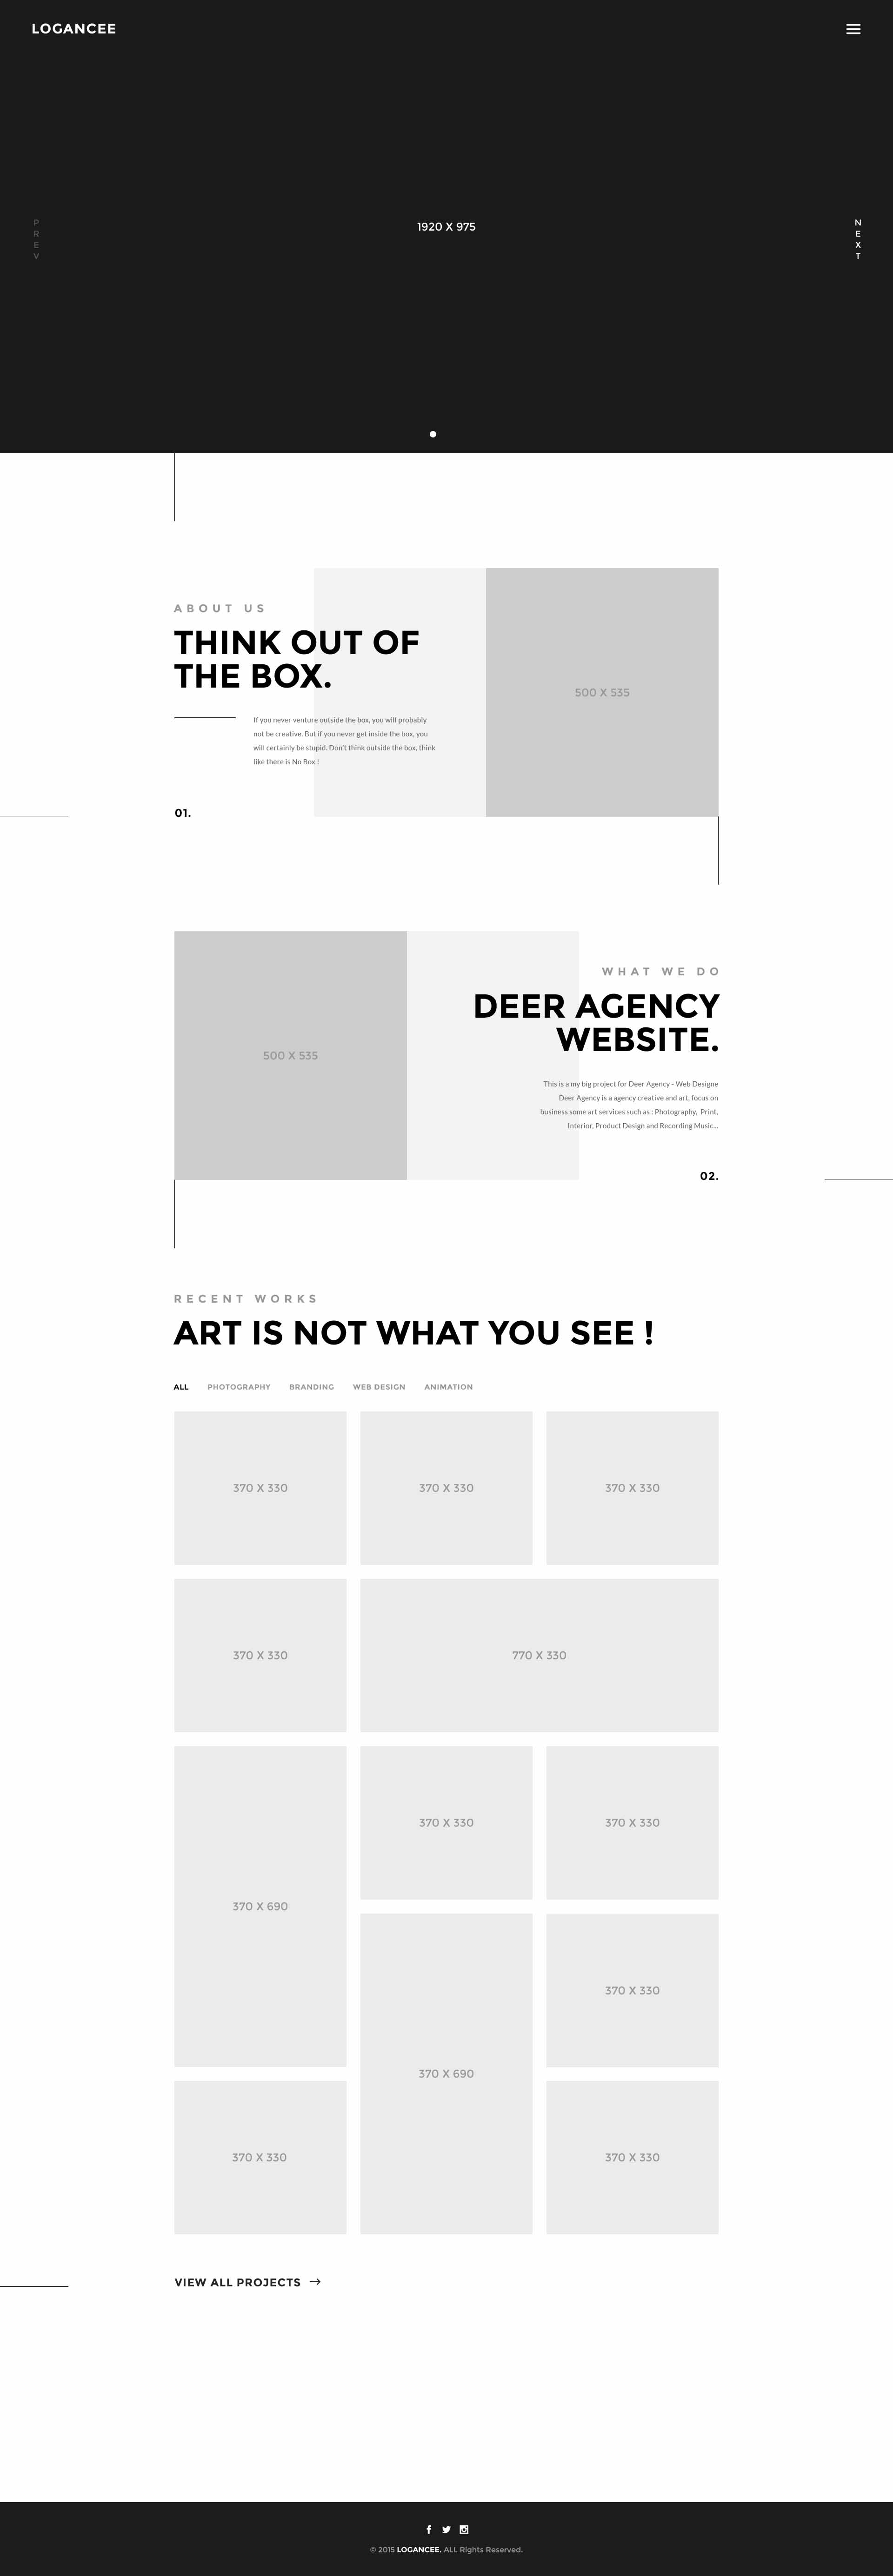 LOGANCEE
PREV
1920 X 975
NEXT
ABOUT US
THINK OUT OF
THE BOX.
500 X 535
If you never venture outside the box, you will probably
not be creative. But if you never get inside the box, you
will certainly be stupid. Don't think outside the box, think
like there is No Box !
01.
500 X 535
WHAT WE DO
DEER AGENCY
WEBSITE.
This is a my big project for Deer Agency - Web Designe
Deer Agency is a agency creative and art, focus on
business some art services such as : Photography, Print,
Interior, Product Design and Recording Music...
02.
RECENT WORKS
ART IS NOT WHAT YOU SEE !
ALL PHOTOGRAPHY BRANDING WEB DESIGN ANIMATION
370 X 330 370 X 330 370 X 330
370 X 330 770 X 330
370 X 330 370 X 330
370 X 690
370 X 330
370 X 690
370 X 330 370 X 330
VIEW ALL PROJECTS →
© 2015 LOGANCEE. ALL Rights Reserved.